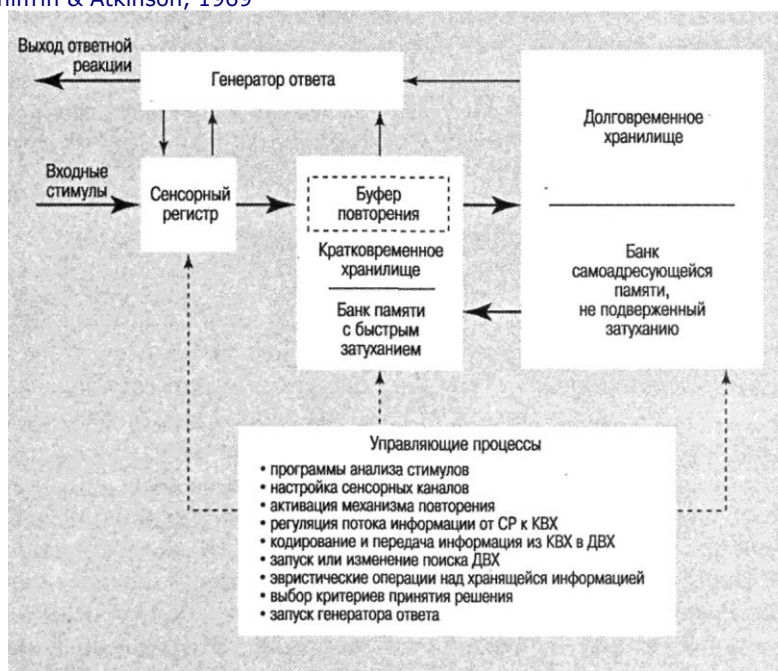 Shiffrin & Atkinson, 1969
Выход ответной
реакции
Генератор ответа
Долговременное
хранилище
Входные
стимулы
Сенсорный
регистр
Буфер
повторения
Кратковременное
хранилище
Банк памяти
с быстрым
затуханием
Банк
самоадресующейся
памяти,
не подверженный
затуханию
Управляющие процессы
• программы анализа стимулов
• настройка сенсорных каналов
• активация механизма повторения
• регуляция потока информации от СР к КВХ
• кодирование и передача информация из КВХ в ДВХ
• запуск или изменение поиска ДВХ
• эвристические операции над хранящейся информацией
• выбор критериев принятия решения
• запуск генератора ответа